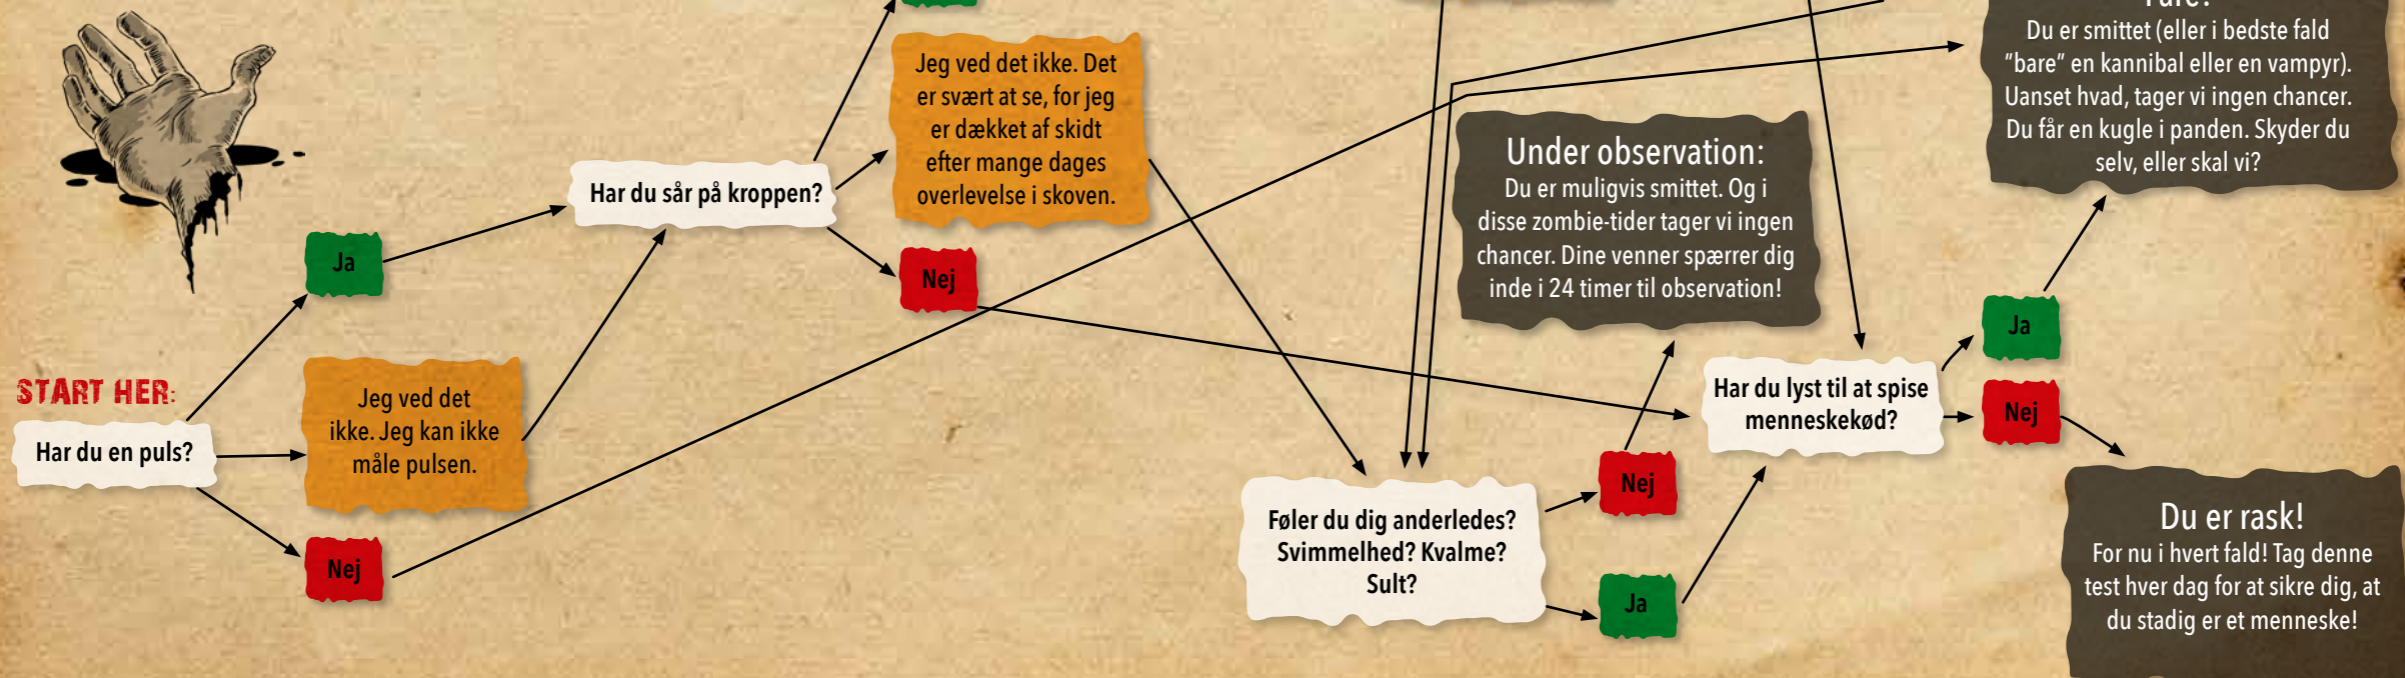 START HER:
Har du en puls?
Ja
Jeg ved det
ikke. Jeg kan ikke
måle pulsen.
Nej
Har du sår på kroppen?
Jeg ved det ikke. Det
er svært at se, for jeg
er dækket af skidt
efter mange dages
overlevelse i skoven.
Nej
Føler du dig anderledes?
Svimmelhed? Kvalme?
Sult?
Nej
Ja
Under observation:
Du er muligvis smittet. Og i
disse zombie-tider tager vi ingen
chancer. Dine venner spærrer dig
inde i 24 timer til observation!
Har du lyst til at spise
menneskekød?
Ja
Nej
Du er smittet (eller i bedste fald
”bare” en kannibal eller en vampyr).
Uanset hvad, tager vi ingen chancer.
Du får en kugle i panden. Skyder du
selv, eller skal vi?
Du er rask!
For nu i hvert fald! Tag denne
test hver dag for at sikre dig, at
du stadig er et menneske!